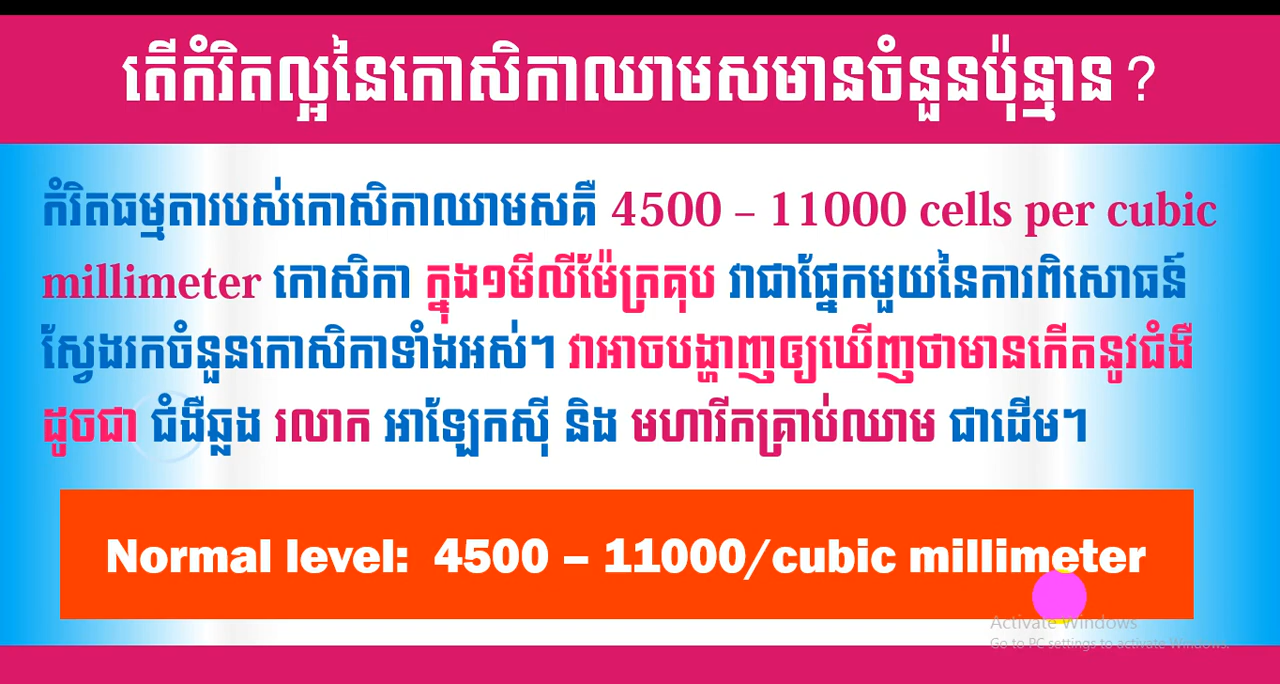 តើកំរិតល្អនៃកោសិកាឈាមសមានចំនួនប៉ុន្មាន ?
កំរិតធម្មតារបស់កោសិកាឈាមសគឺ 4500 – 11000 cells per cubic
millimeter កោសិកា ក្នុង១មីលីម៉ែត្រគុប វាជាផ្នែកមួយនៃការពិសោធន៍
ស្វែងរកចំនួនកោសិកាទាំងអស់។ វាអាចបង្ហាញឲ្យឃើញថាមានកើតនូវជំងឺ
ដូចជា ជំងឺឆ្លង រលាក អាឡែកស៊ី និង មហារីកគ្រាប់ឈាម ជាដើម។
Normal level: 4500 – 11000/cubic millimeter
Activate Windows
Go to PC settings to activate Windows.